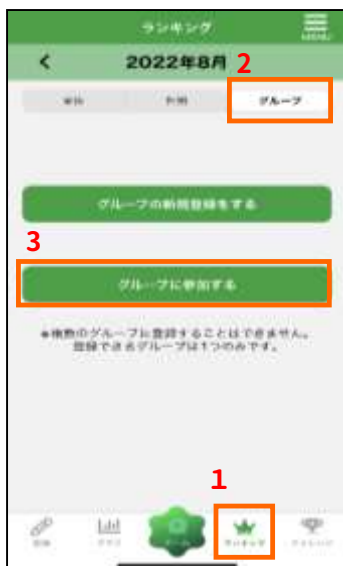 ランキング
MENU
2022年8月
2
グループ
グループの新規登録をする
3
グループに参加する
※複数のグループに登録することはできません。
登録できるグループは1つのみです。
1
ランキング